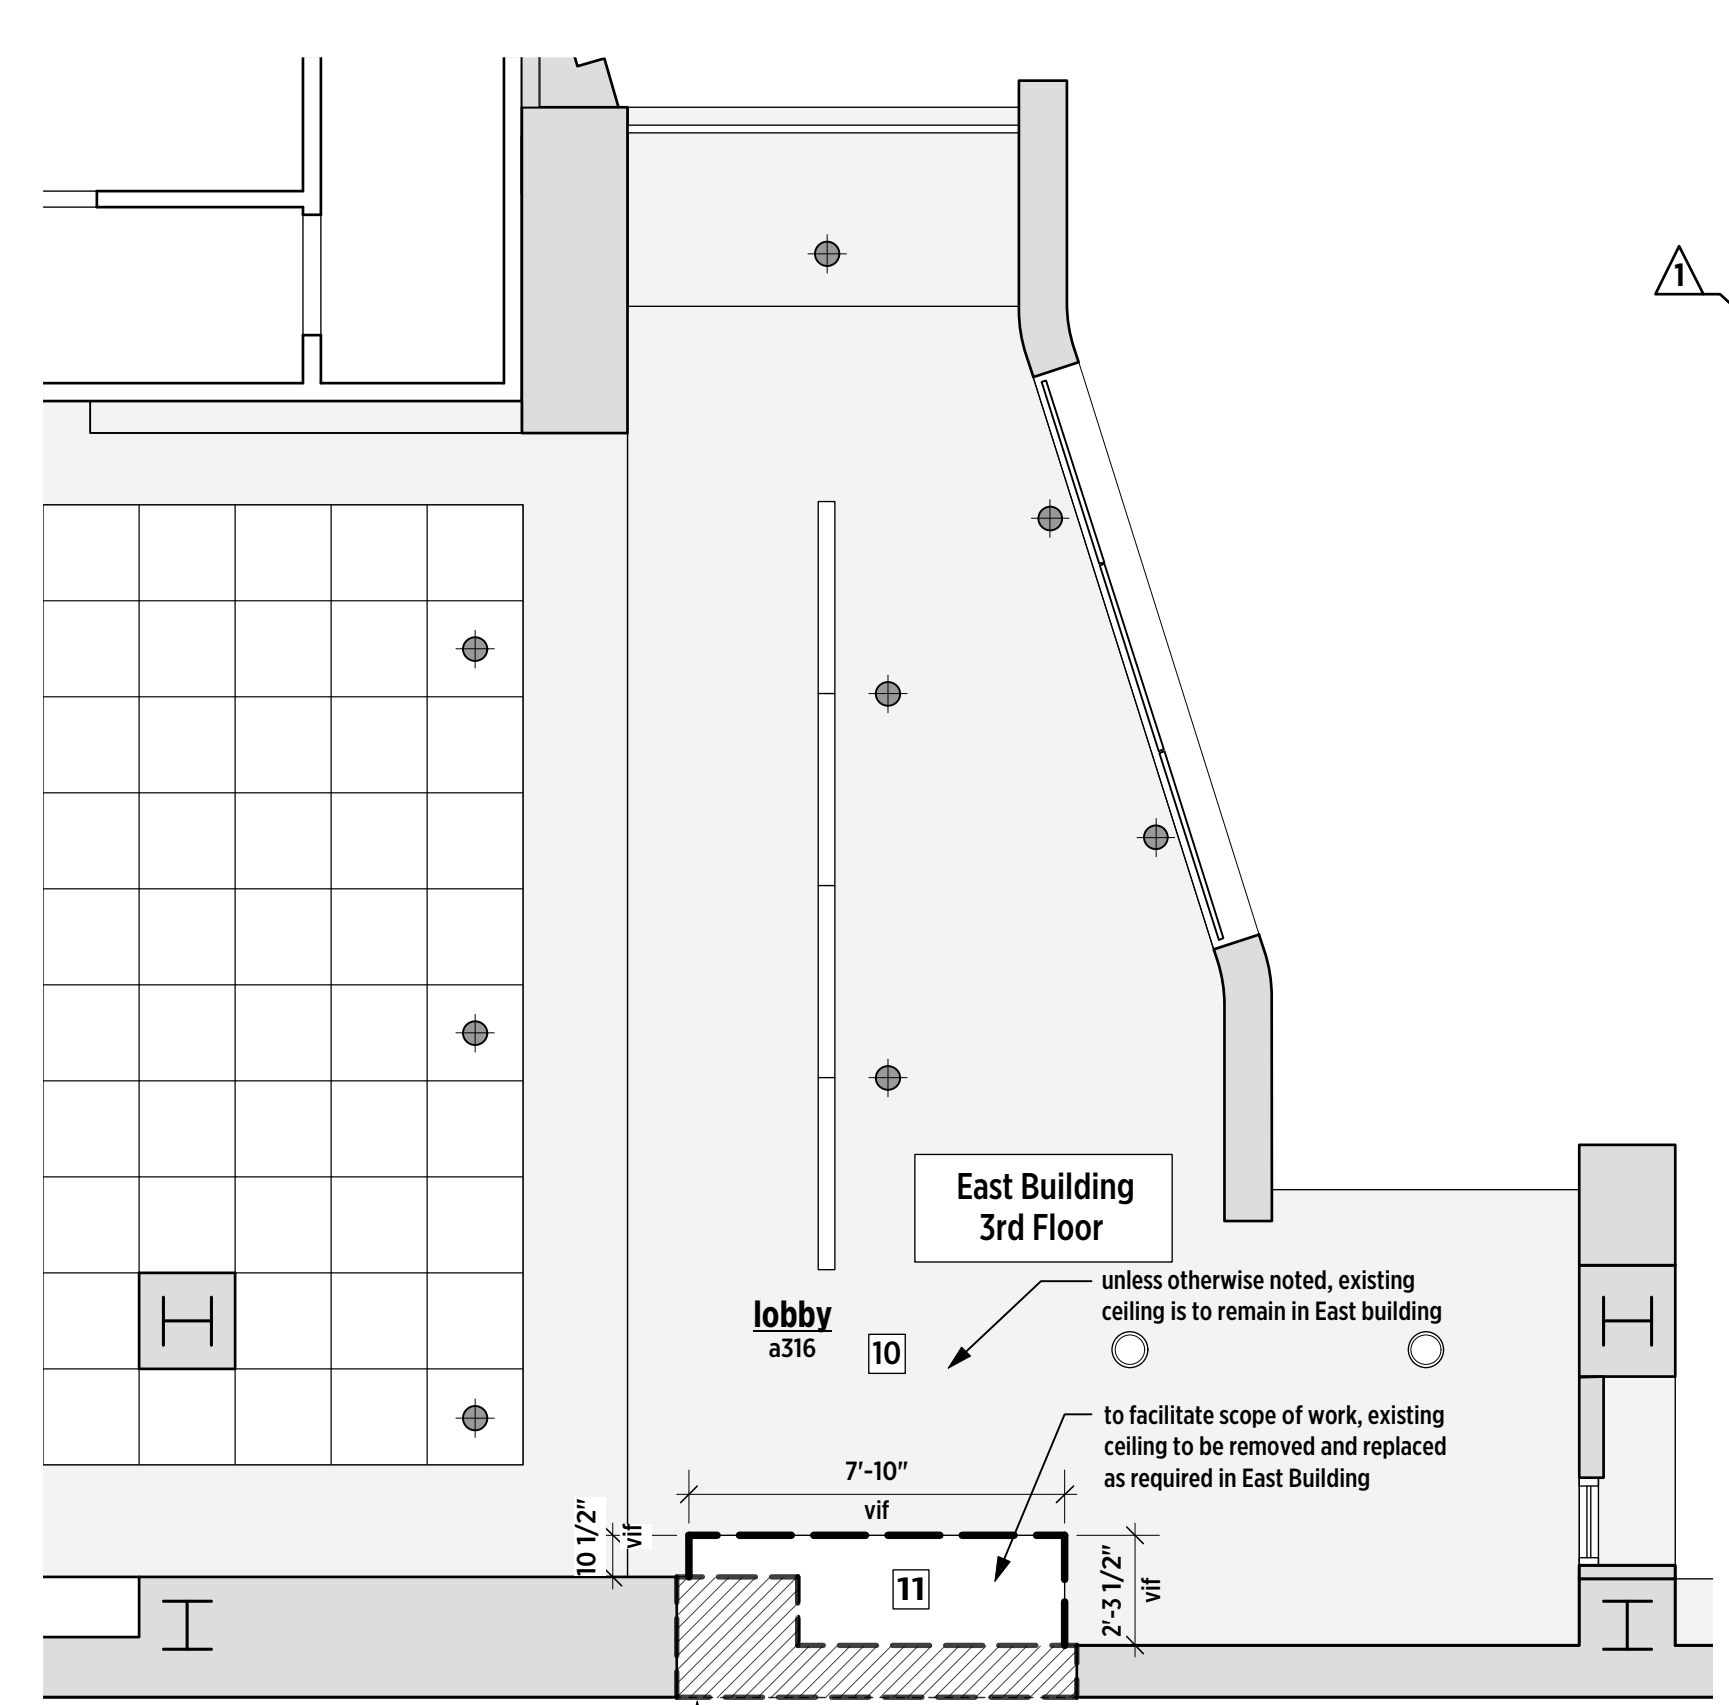 1
East Building
3rd Floor
unless otherwise noted, existing
ceiling is to remain in East building
lobby
a316
10
to facilitate scope of work, existing
ceiling to be removed and replaced
as required in East Building
7'-10"
vif
10 1/2"
vif
11
2'-3 1/2"
vif